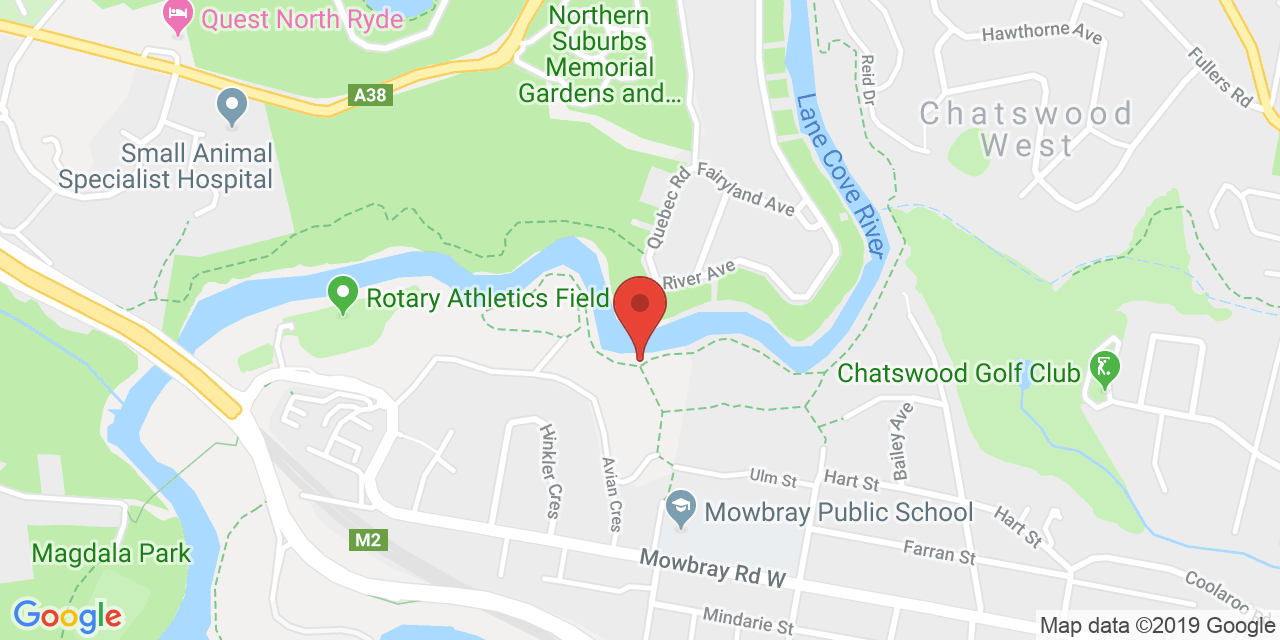 Quest North Ryde
Northern
Suburbs
Memorial
Gardens and...
Hawthorne Ave
Fullers Rd
Reid Dr
A38
Lane Cove River
Chatswood
West
Small Animal
Specialist Hospital
Fairyland Ave
Quebec Rd
River Ave
Rotary Athletics Field
Chatswood Golf Club
Bailey Ave
Hinkler Cres
Avian Cres
Ulm St
Hart St
Mowbray Public School
Hart St
M2
Magdala Park
Farran St
Mowbray Rd W
Coolaroo Rd
Mindarie St
Google
Map data ©2019 Google